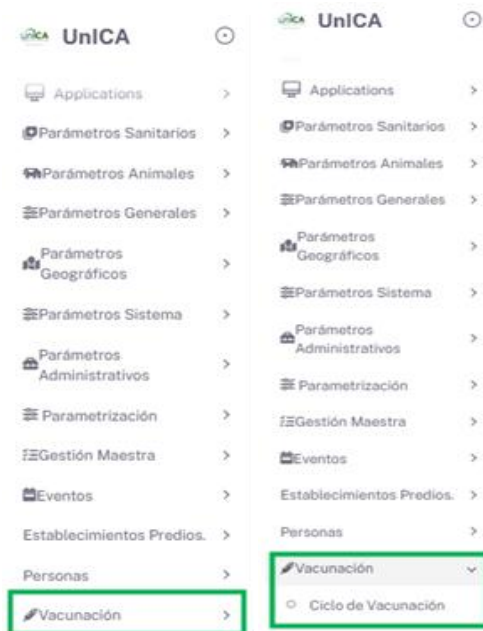 UnICA
Applications
Parámetros Sanitarios
Parámetros Animales
Parámetros Generales
Parámetros
Geográficos
Parámetros Sistema
Parámetros
Administrativos
Parametrización
Gestión Maestra
Eventos
Establecimientos Predios.
Personas
Vacunación
UnICA
Applications
Parámetros Sanitarios
Parámetros Animales
Parámetros Generales
Parámetros
Geográficos
Parámetros Sistema
Parámetros
Administrativos
Parametrización
Gestión Maestra
Eventos
Establecimientos Predios.
Personas
Vacunación
Ciclo de Vacunación